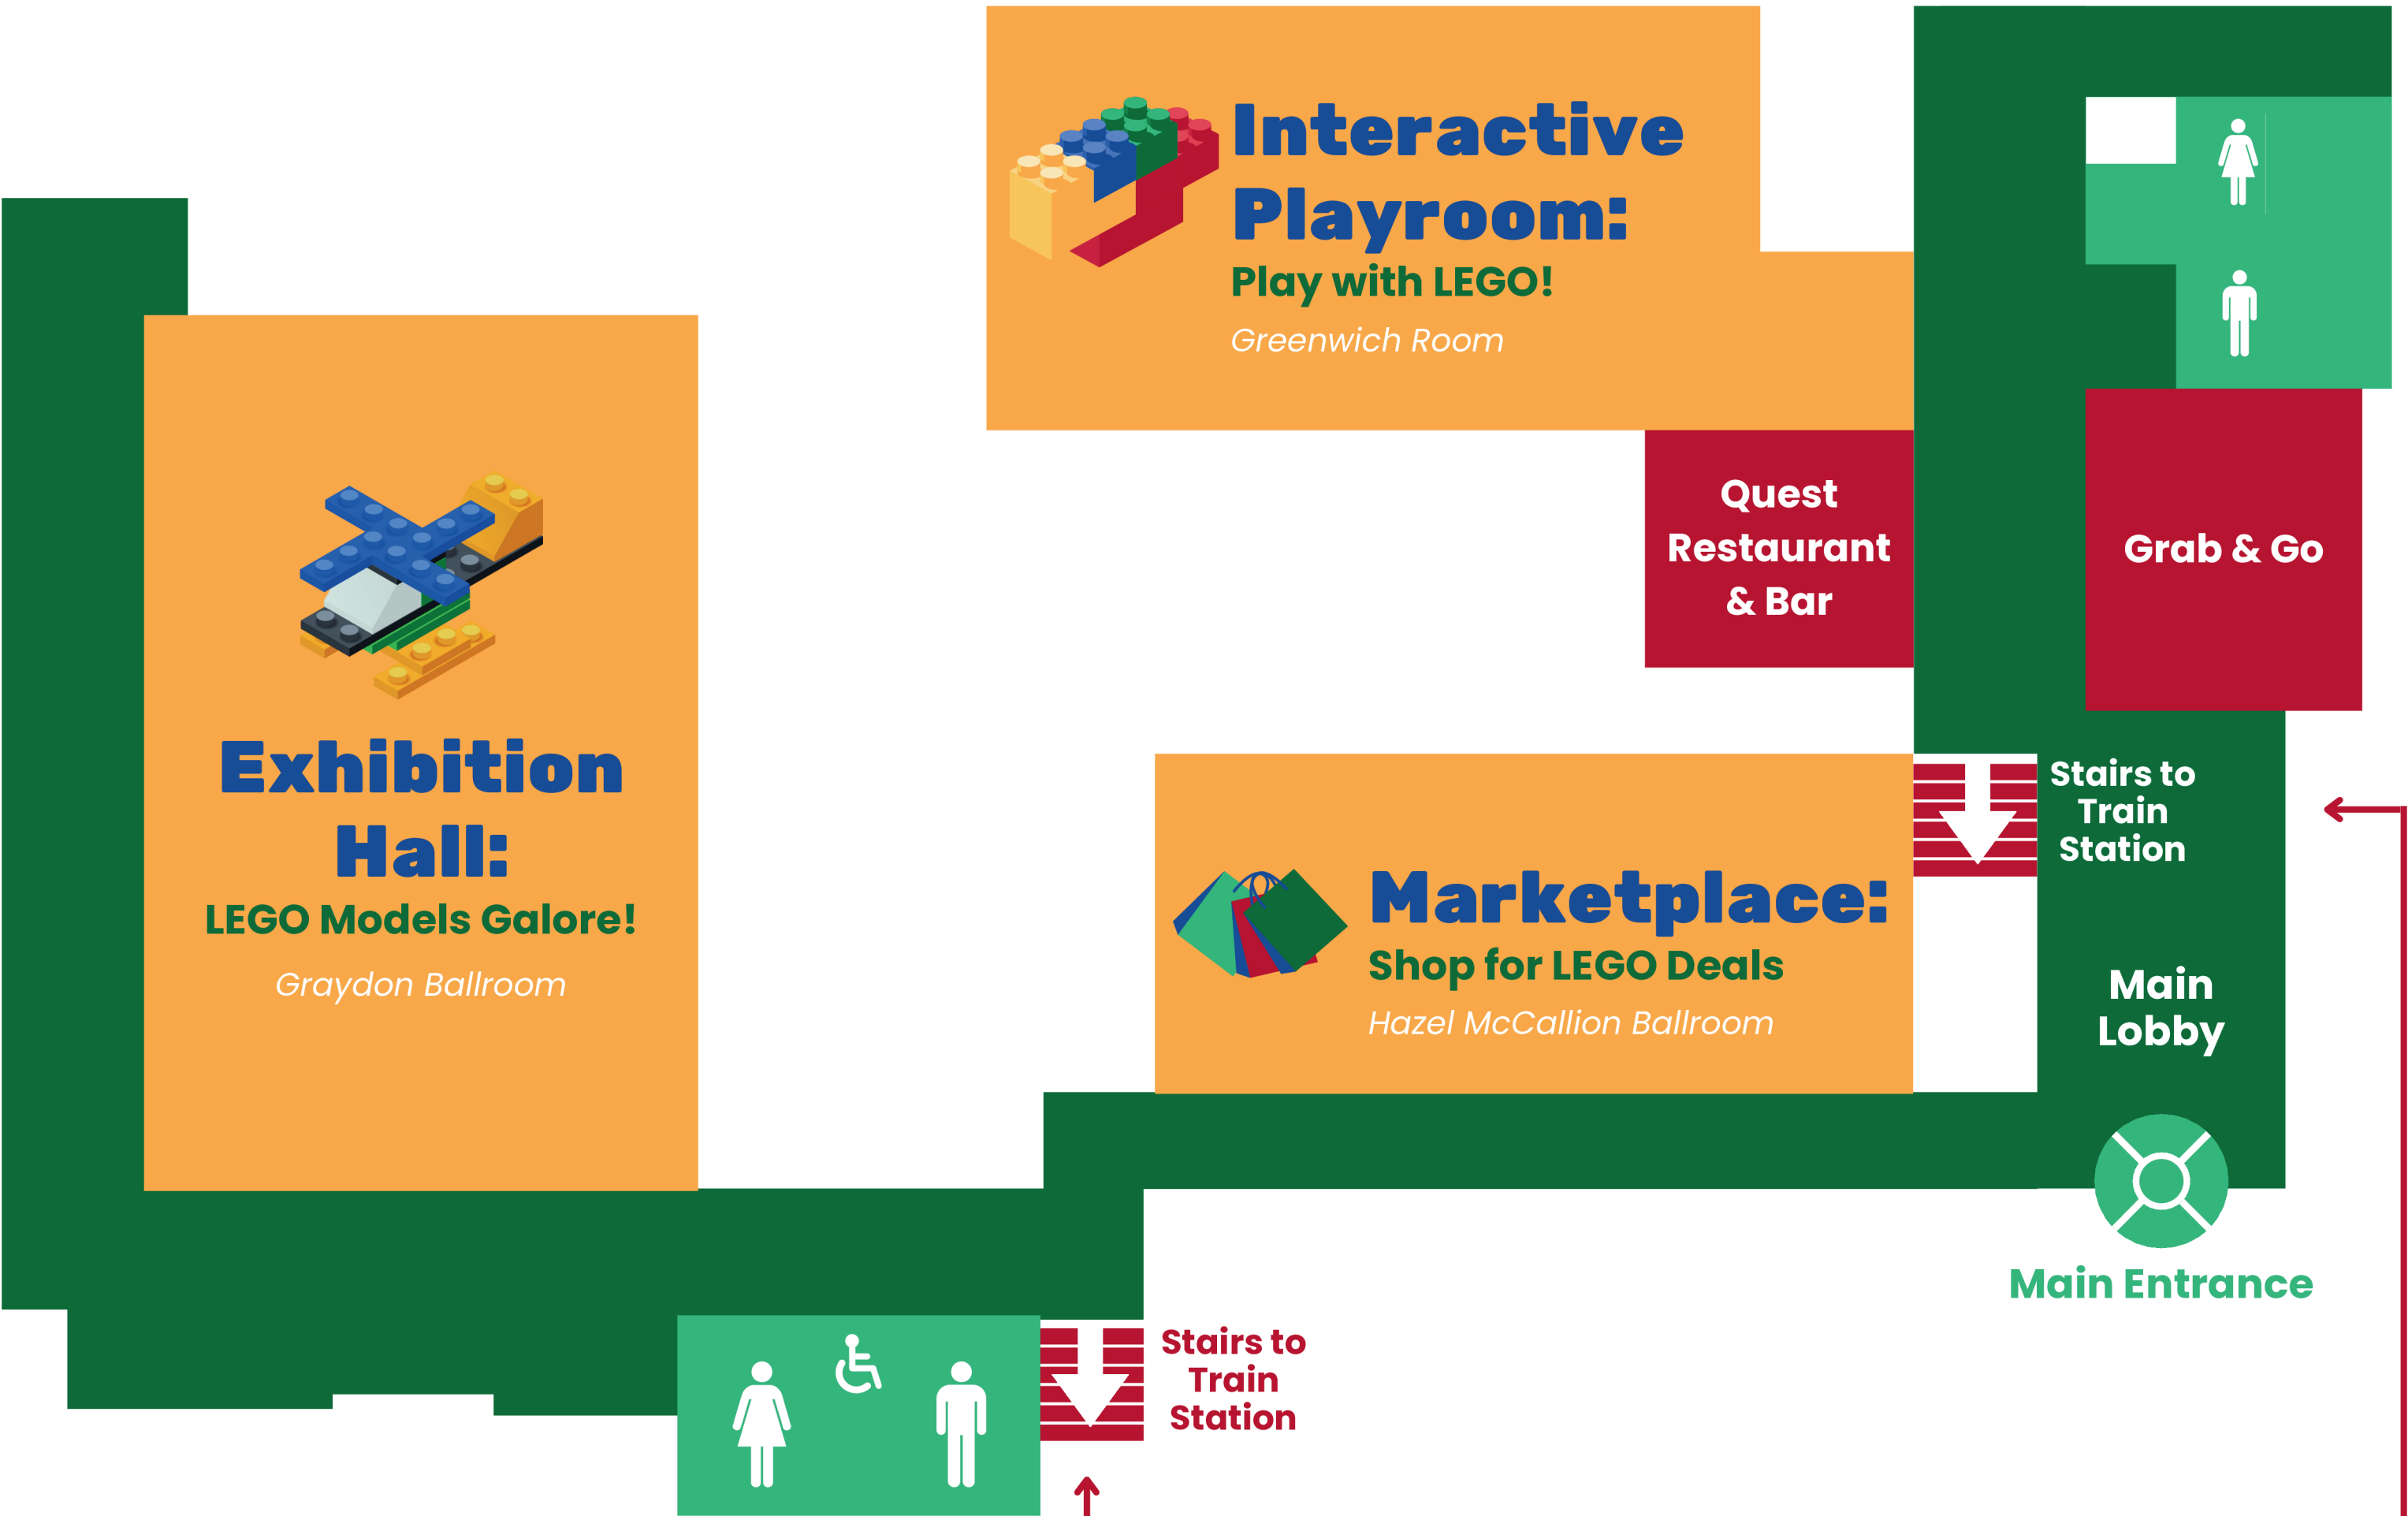 Interactive
Playroom:
Play with LEGO!
Greenwich Room
Quest
Restaurant
& Bar
Grab & Go
Exhibition
Hall:
LEGO Models Galore!
Graydon Ballroom
Stairs to
Train
Station
Marketplace:
Shop for LEGO Deals
Hazel McCallion Ballroom
Main
Lobby
Main Entrance
Stairs to
Train
Station